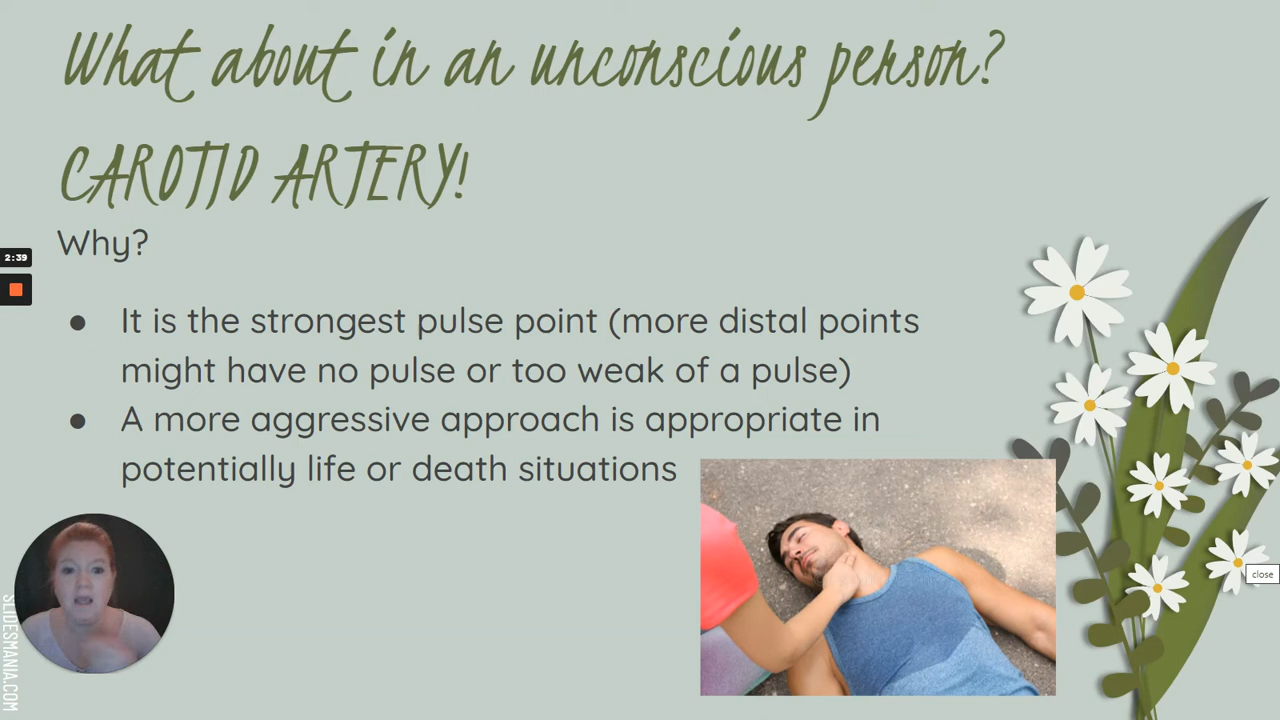 What about in an unconscious person?
CAROTID ARTERY!
Why?
2:39
● It is the strongest pulse point (more distal points
might have no pulse or too weak of a pulse)
● A more aggressive approach is appropriate in
potentially life or death situations
close
SLIDESMANIA.COM